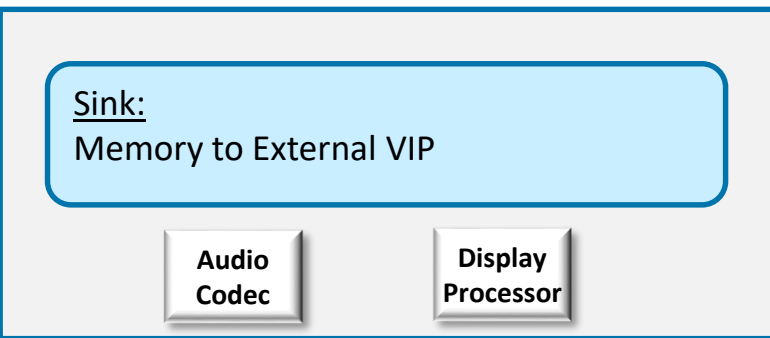 Sink:
Memory to External VIP
Audio
Codec
Display
Processor